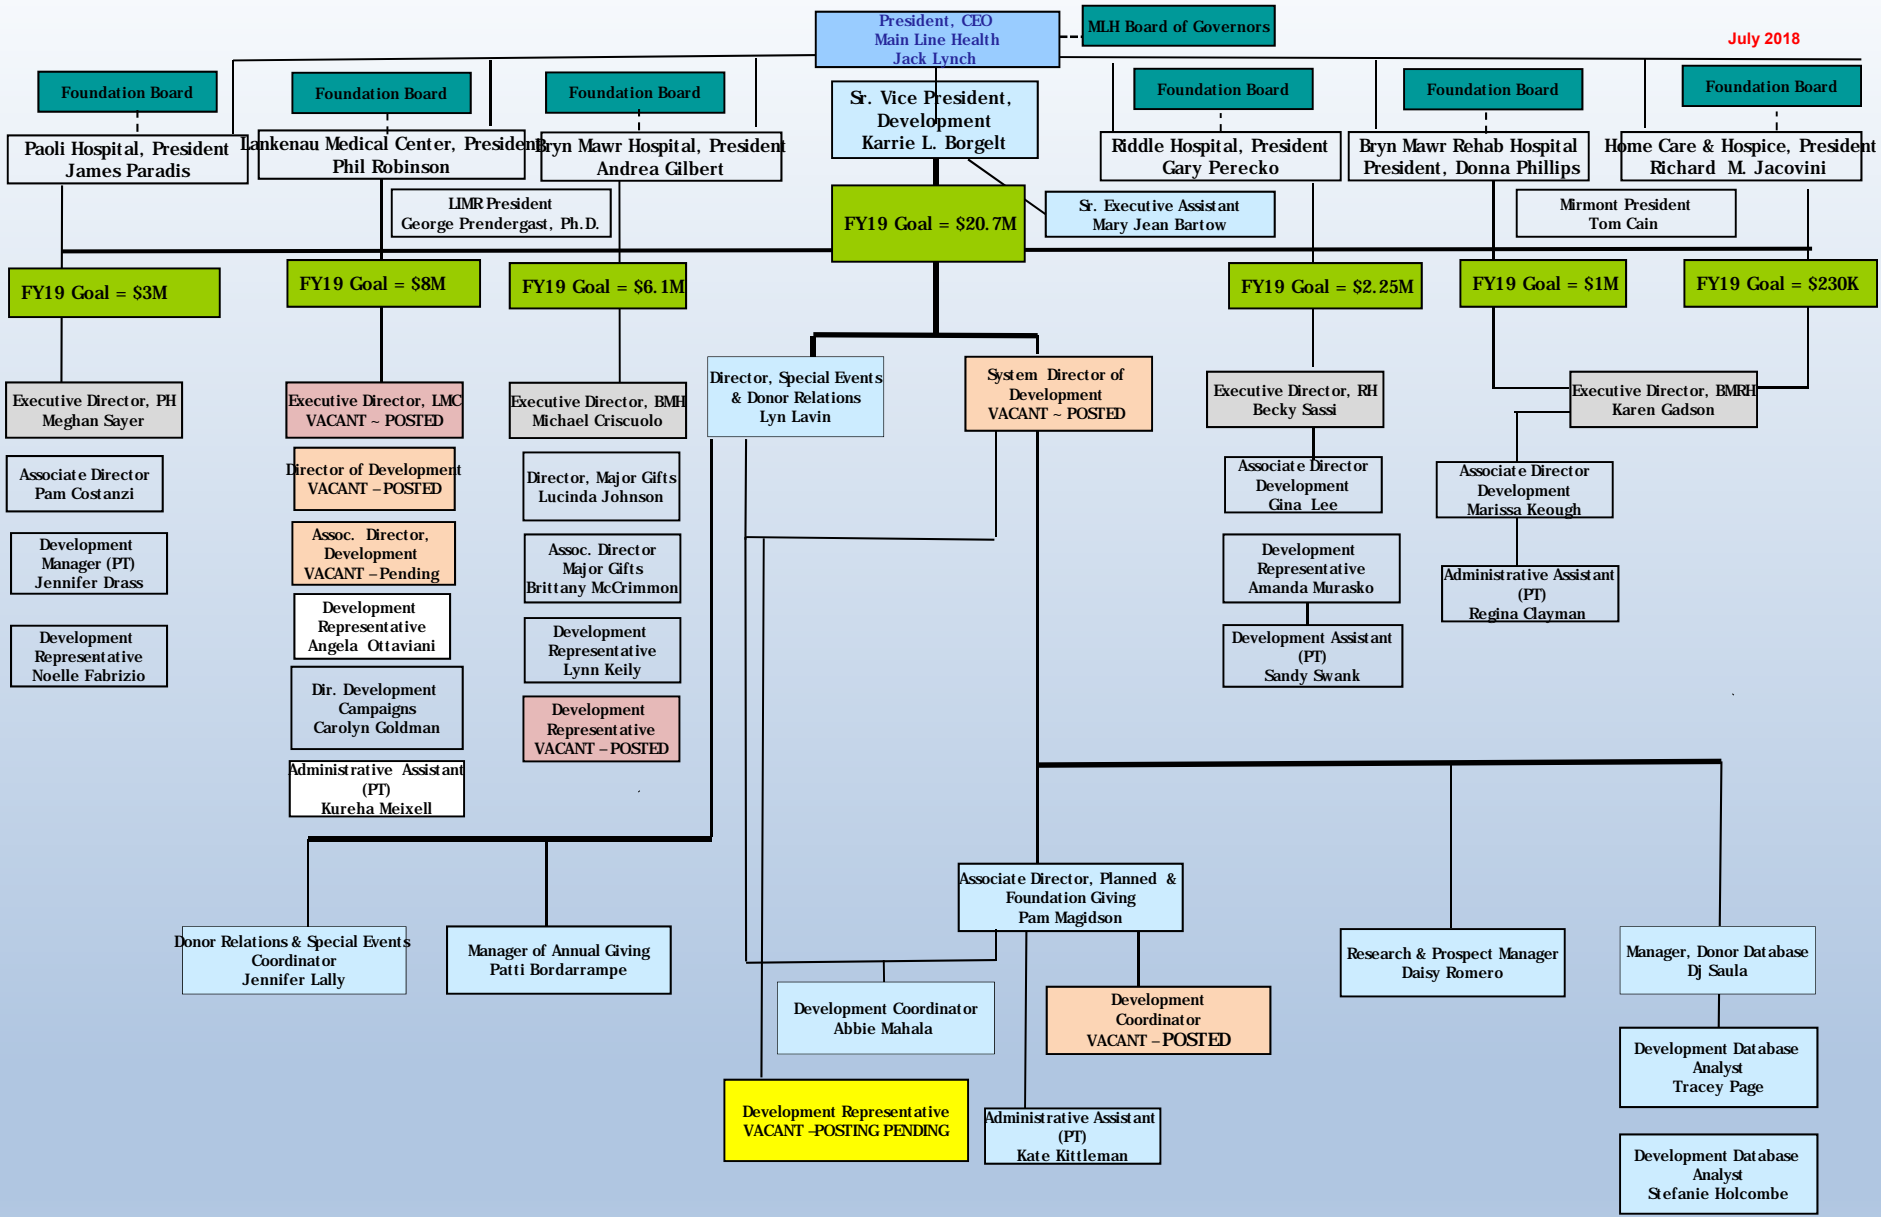 President, CEO
Main Line Health
Jack Lynch
MLH Board of Governors
July 2018
Foundation Board
Foundation Board
Foundation Board
Foundation Board
Foundation Board
Foundation Board
Paoli Hospital, President
James Paradis
Lankenau Medical Center, President
Phil Robinson
Bryn Mawr Hospital, President
Andrea Gilbert
Sr. Vice President,
Development
Karrie L. Borgelt
Riddle Hospital, President
Gary Perecko
Bryn Mawr Rehab Hospital
President, Donna Phillips
Home Care & Hospice, President
Richard M. Jacovini
LIMR President
George Prendergast, Ph.D.
Sr. Executive Assistant
Mary Jean Bartow
Mirmont President
Tom Cain
FY19 Goal = $20.7M
FY19 Goal = $3M
FY19 Goal = $8M
FY19 Goal = $6.1M
FY19 Goal = $2.25M
FY19 Goal = $1M
FY19 Goal = $230K
Executive Director, PH
Meghan Sayer
Executive Director, LMC
VACANT ~ POSTED
Executive Director, BMH
Michael Criscuolo
Director, Special Events
& Donor Relations
Lyn Lavin
System Director of
Development
VACANT ~ POSTED
Executive Director, RH
Becky Sassi
Executive Director, BMRH
Karen Gadson
Associate Director
Pam Costanzi
Director of Development
VACANT – POSTED
Director, Major Gifts
Lucinda Johnson
Associate Director
Development
Gina Lee
Associate Director
Development
Marissa Keough
Development
Manager (PT)
Jennifer Drass
Assoc. Director,
Development
VACANT – Pending
Assoc. Director
Major Gifts
Brittany McCrimmon
Development
Representative
Amanda Murasko
Administrative Assistant
(PT)
Regina Clayman
Development
Representative
Noelle Fabrizio
Development
Representative
Angela Ottaviani
Development
Representative
Lynn Keily
Development Assistant
(PT)
Sandy Swank
Dir. Development
Campaigns
Carolyn Goldman
Development
Representative
VACANT – POSTED
Administrative Assistant
(PT)
Kureha Meixell
Associate Director, Planned &
Foundation Giving
Pam Magidson
Donor Relations & Special Events
Coordinator
Jennifer Lally
Manager of Annual Giving
Patti Bordarrampe
Research & Prospect Manager
Daisy Romero
Manager, Donor Database
Dj Saula
Development Coordinator
Abbie Mahala
Development
Coordinator
VACANT – POSTED
Development Database
Analyst
Tracey Page
Development Representative
VACANT –POSTING PENDING
Administrative Assistant
(PT)
Kate Kittleman
Development Database
Analyst
Stefanie Holcombe